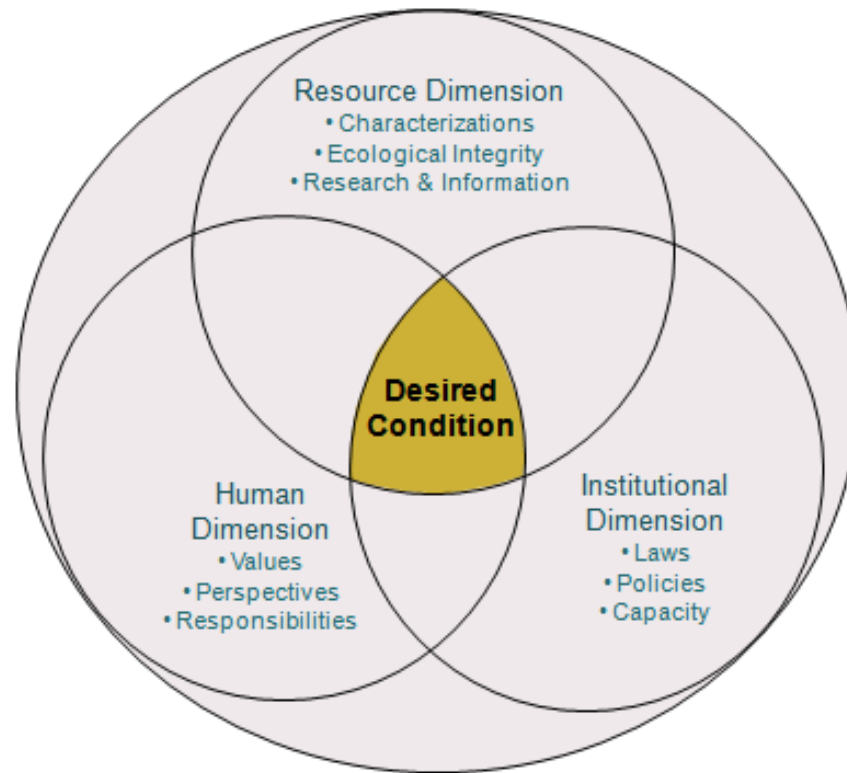 Resource Dimension
• Characterizations
• Ecological Integrity
• Research & Information
Desired
Condition
Human
Dimension
• Values
• Perspectives
• Responsibilities
Institutional
Dimension
• Laws
• Policies
• Capacity